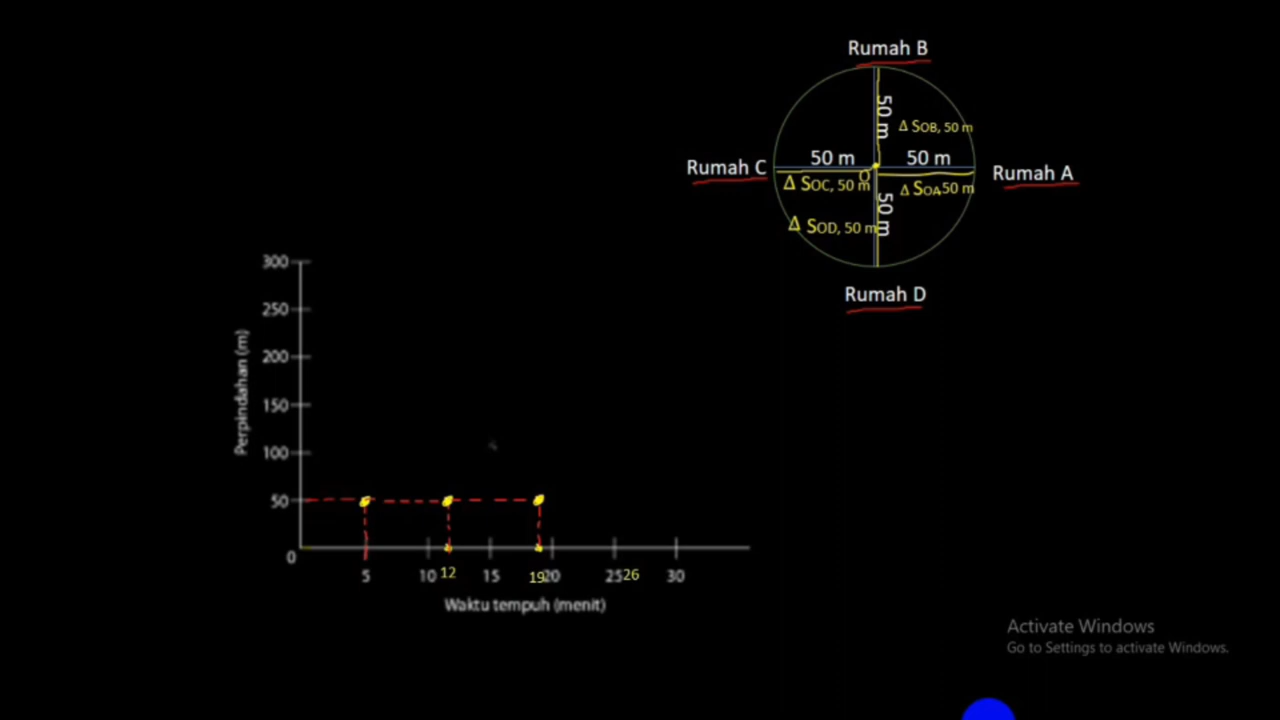 Rumah B
50 m
Δ SOB, 50 m
50 m
50 m
Rumah C
Rumah A
O
Δ SOC, 50 m
Δ SOA, 50 m
50 m
Δ SOD, 50 m
Rumah D
300
250
200
150
100
50
0
Perpindahan (m)
5
10
12
15
19
20
25
26
30
Waktu tempuh (menit)
Activate Windows
Go to Settings to activate Windows.